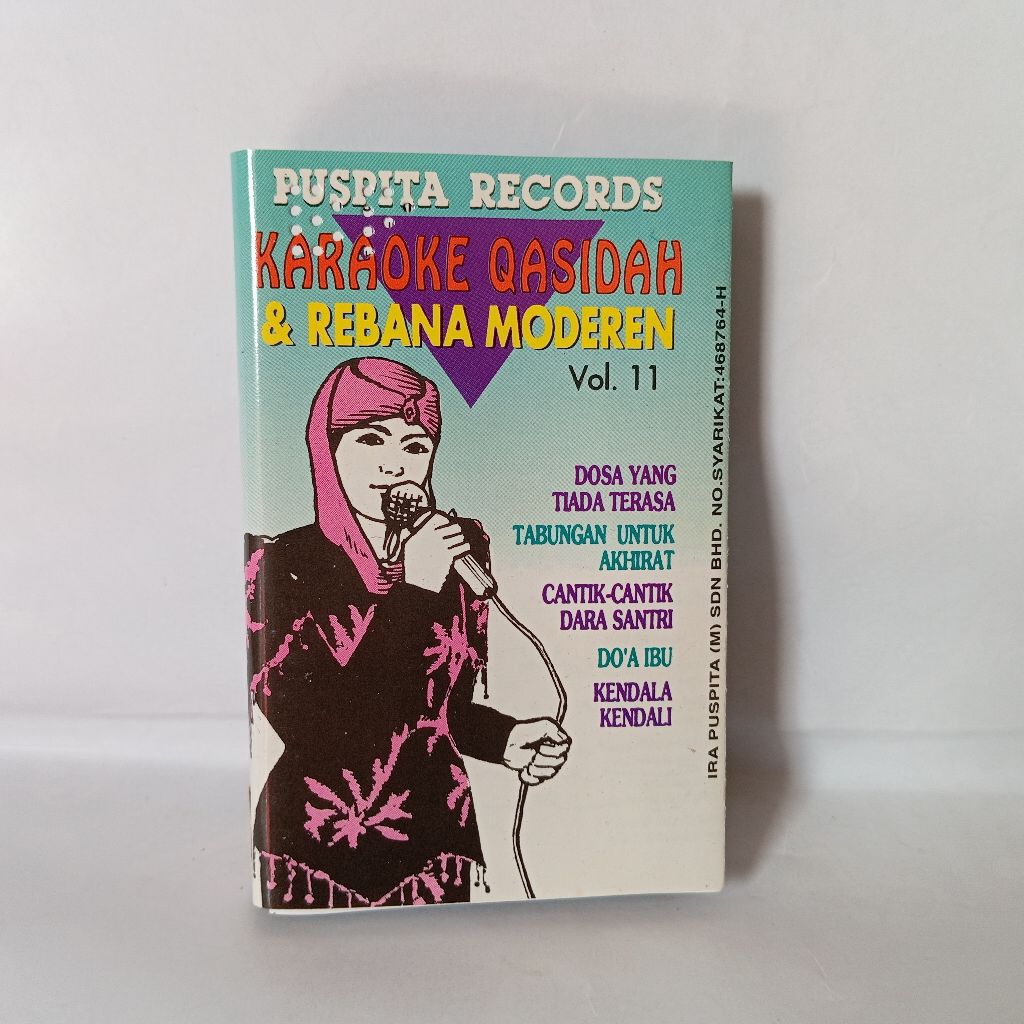 PUSPITA RECORDS
KARAOKE QASIDAH
& REBANA MODEREN
Vol. 11
DOSA YANG
TIADA TERASA
TABUNGAN UNTUK
AKHIRAT
CANTIK-CANTIK
DARA SANTRI
DO'A IBU
KENDALA
KENDALI
IRA PUSPITA (M) SDN BHD. NO.SYARIKAT:468764-H